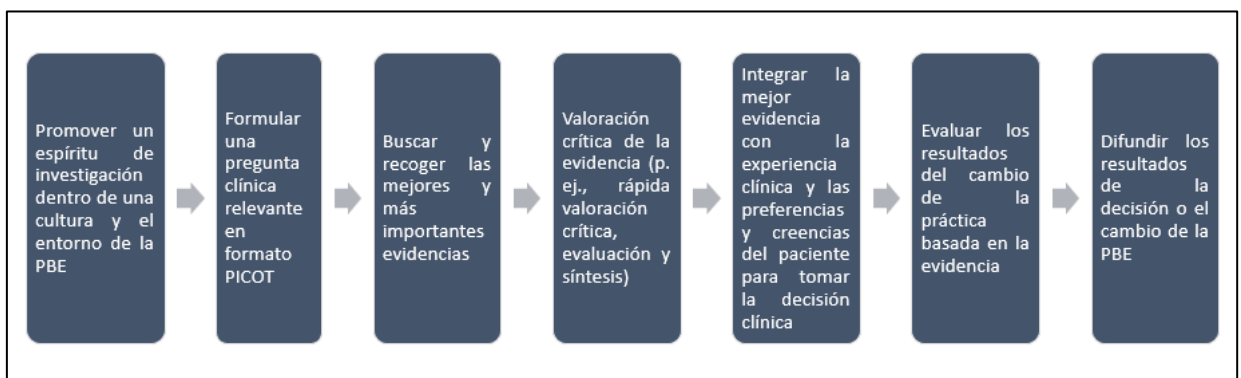 Promover un
espíritu de
investigación
dentro de una
cultura y el
entorno de la
PBE
Formular
una
pregunta
clínica
relevante
en
formato
PICOT
Buscar y
recoger las
mejores y
más
importantes
evidencias
Valoración
crítica de la
evidencia (p.
ej., rápida
valoración
crítica,
evaluación y
síntesis)
Integrar la
mejor
evidencia
con la
experiencia
clínica y las
preferencias
y creencias
del paciente
para tomar
la decisión
clínica
Evaluar los
resultados
del cambio
de la
práctica
basada en la
evidencia
Difundir los
resultados
de la
decisión o el
cambio de la
PBE